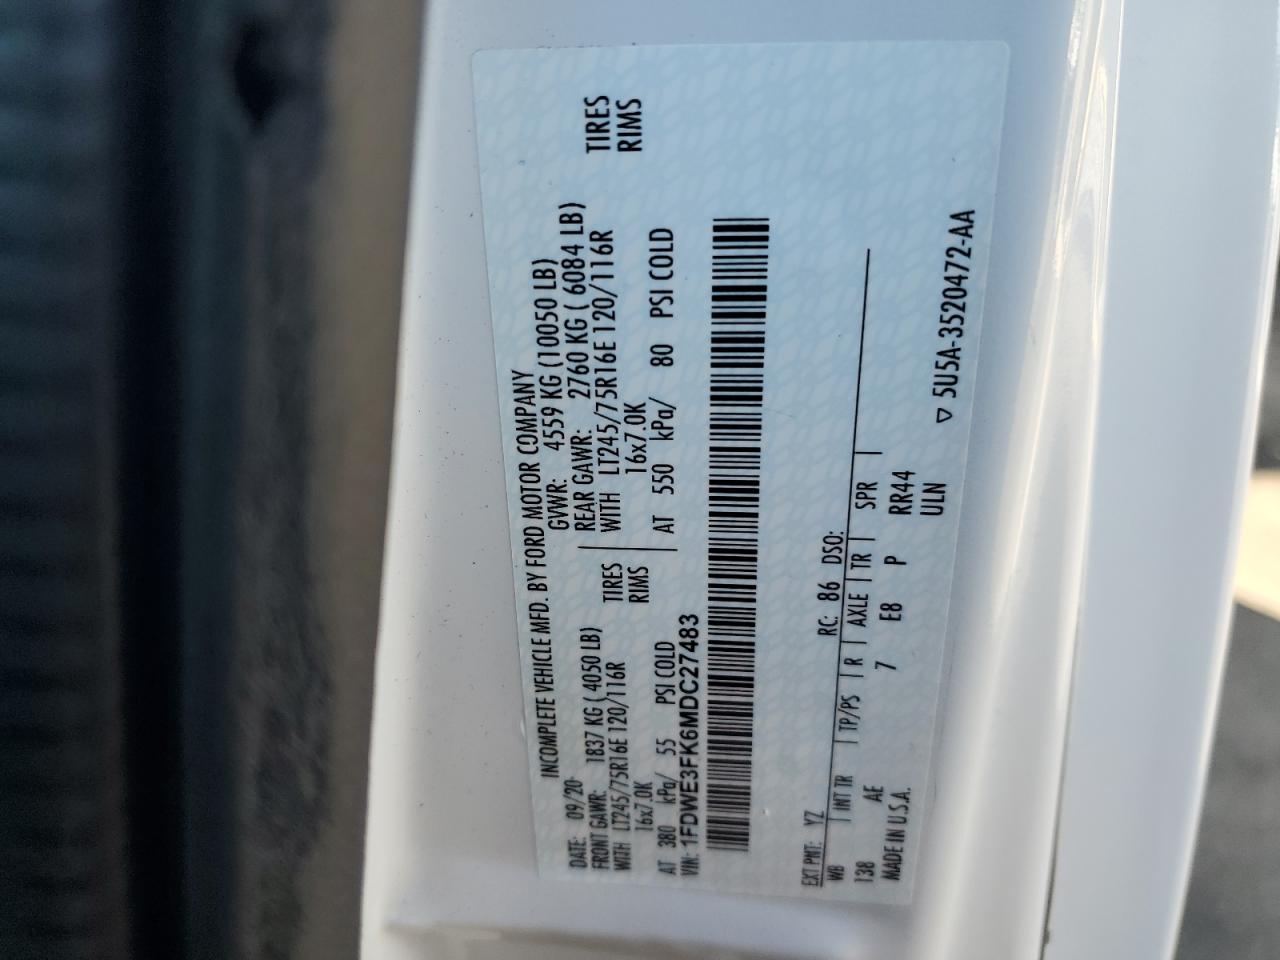 INCOMPLETE VEHICLE MFD. BY FORD MOTOR COMPANY
DATE: 09/20 GVWR: 4559 KG (10050 LB)
FRONT GAWR: 1837 KG ( 4050 LB) REAR GAWR: 2760 KG ( 6084 LB)
WITH LT245/75R16E 120/116R TIRES WITH LT245/75R16E 120/116R TIRES
16x7.0K RIMS 16x7.0K RIMS
AT 380 kPa/ 55 PSI COLD AT 550 kPa/ 80 PSI COLD
VIN: 1FDWE3FK6MDC27483
EXT PNT: YZ RC: 86 DSO:
WB INT TR TP/PS R AXLE TR SPR
138 AE 7 E8 P RR44
MADE IN U.S.A. ULN
▽ 5U5A-3520472-AA